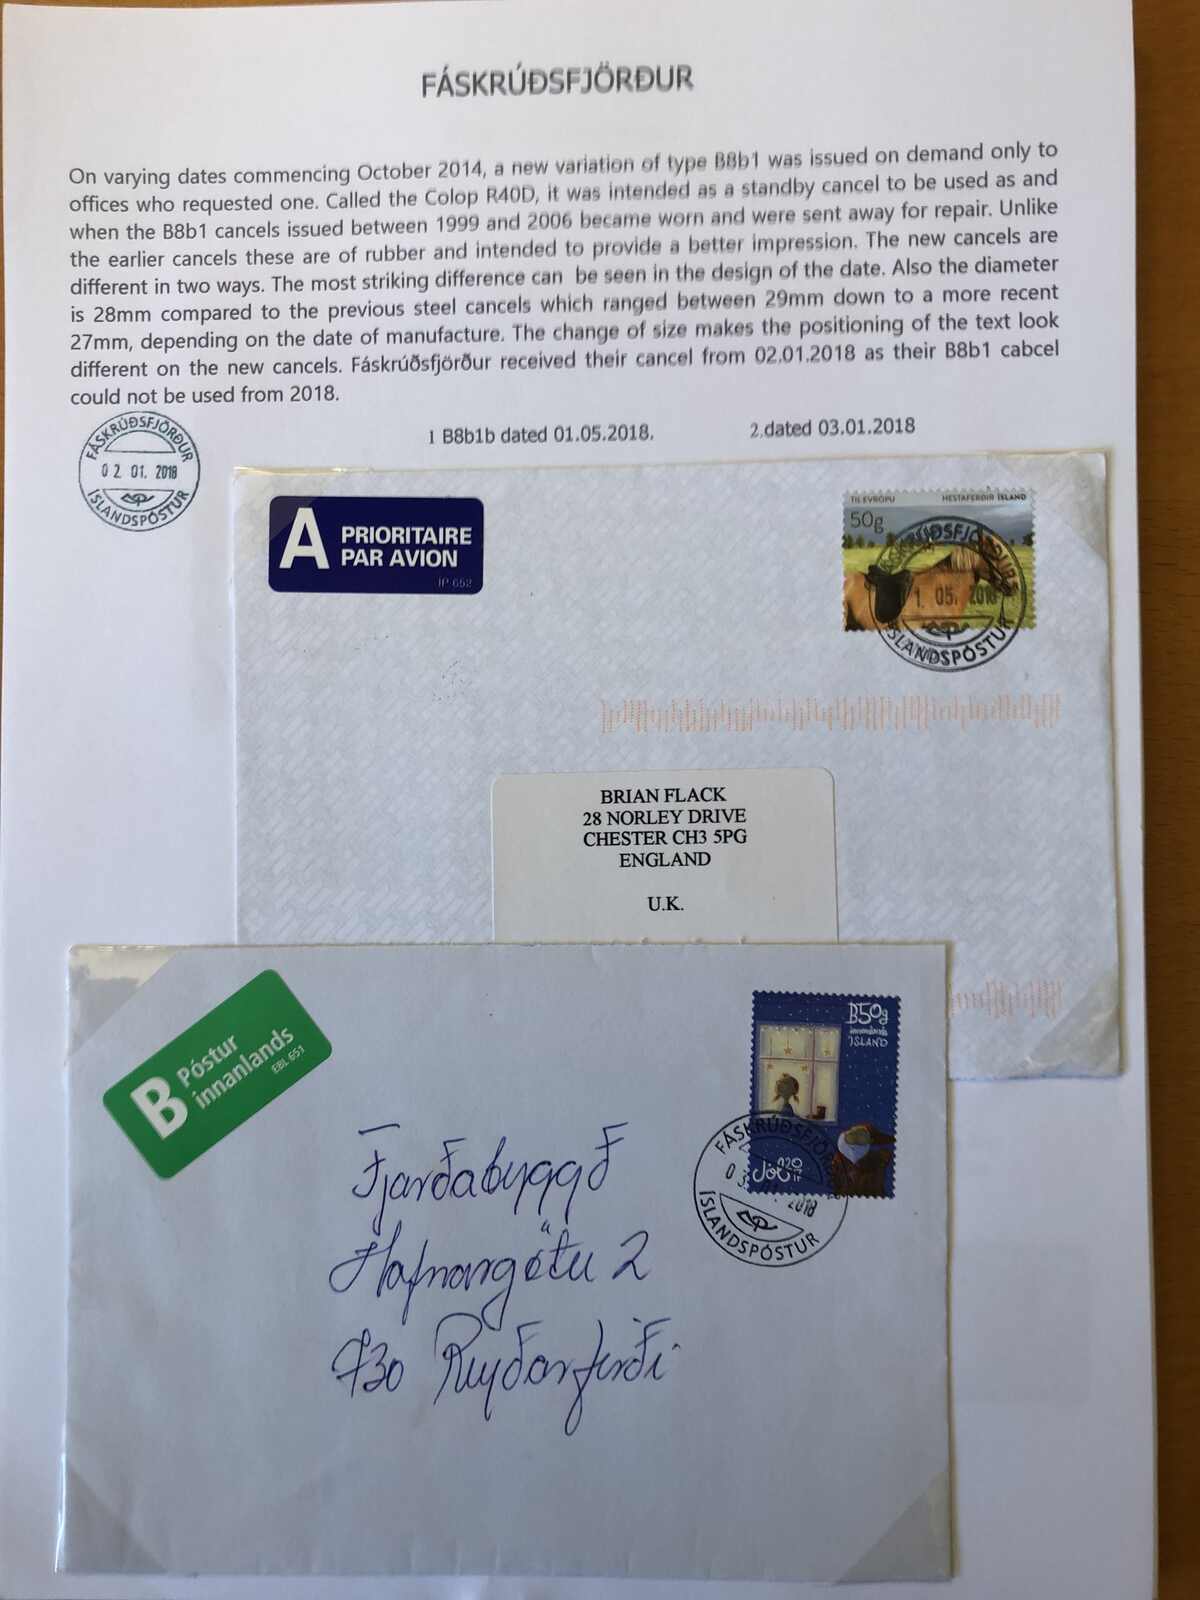 FÁSKRÚÐSFJÖRÐUR
On varying dates commencing October 2014, a new variation of type B8b1 was issued on demand only to
offices who requested one. Called the Colop R40D, it was intended as a standby cancel to be used as and
when the B8b1 cancels issued between 1999 and 2006 became worn and were sent away for repair. Unlike
the earlier cancels these are of rubber and intended to provide a better impression. The new cancels are
different in two ways. The most striking difference can be seen in the design of the date. Also the diameter
is 28mm compared to the previous steel cancels which ranged between 29mm down to a more recent
27mm, depending on the date of manufacture. The change of size makes the positioning of the text look
different on the new cancels. Fáskrúðsfjörður received their cancel from 02.01.2018 as their B8b1 cabcel
could not be used from 2018.
1 B8b1b dated 01.05.2018.
2.dated 03.01.2018
FÁSKRÚÐSFJÖRÐUR
02 01. 2018
ÍSLANDSPÓSTUR
A PRIORITAIRE
PAR AVION
ÍP 652
TIL EVRÓPU
HESTAFERÐIR ÍSLAND
50g
1. 05. 2018
ÍSLANDSPÓSTUR
BRIAN FLACK
28 NORLEY DRIVE
CHESTER CH3 5PG
ENGLAND
U.K.
B Póstur
innanlands
EBL 651
B50g
innanlands
ÍSLAND
Jól 2017
FÁSKRÚÐSFJÖR
03 1. 2018
ÍSLANDSPÓSTUR
Fjarðabyggð
Hafnargötu 2
730 Reyðarfirði